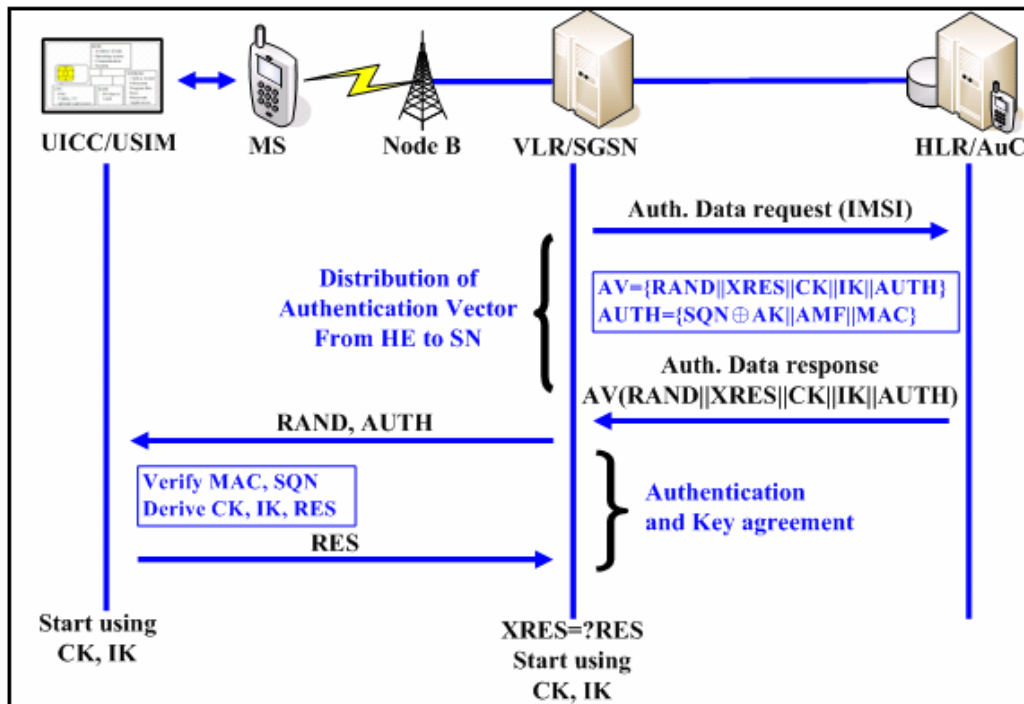 UICC/USIM
MS
Node B
VLR/SGSN
HLR/AuC
Auth. Data request (IMSI)
Distribution of
Authentication Vector
From HE to SN
AV={RAND||XRES||CK||IK||AUTH}
AUTH={SQN⊕AK||AMF||MAC}
Auth. Data response
AV(RAND||XRES||CK||IK||AUTH)
RAND, AUTH
Verify MAC, SQN
Derive CK, IK, RES
Authentication
and Key agreement
RES
Start using
CK, IK
XRES=?RES
Start using
CK, IK